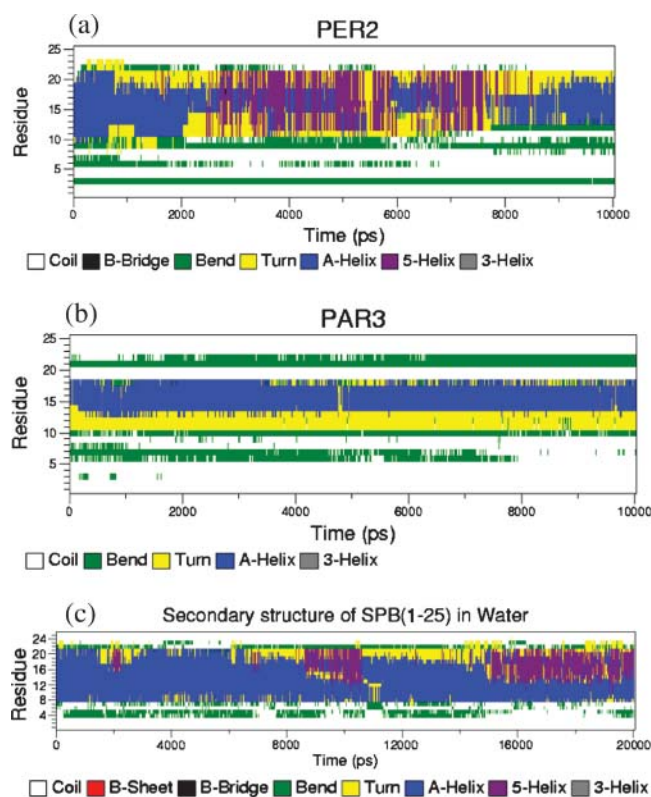 (a) PER2
25
20
15
10
5
Residue
0 2000 4000 6000 8000 10000
Time (ps)
Coil B-Bridge Bend Turn A-Helix 5-Helix 3-Helix
(b) PAR3
25
20
15
10
5
Residue
0 2000 4000 6000 8000 10000
Time (ps)
Coil Bend Turn A-Helix 3-Helix
(c) Secondary structure of SPB(1-25) in Water
24
20
16
12
8
4
Residue
0 4000 8000 12000 16000 20000
Time (ps)
Coil B-Sheet B-Bridge Bend Turn A-Helix 5-Helix 3-Helix